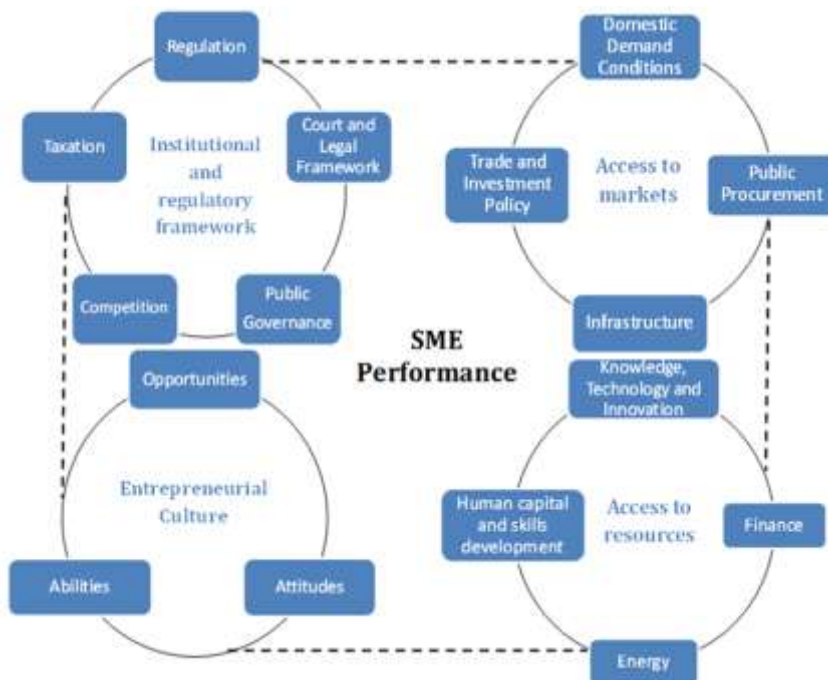 Regulation
Taxation
Court and
Legal
Framework
Institutional
and
regulatory
framework
Competition
Public
Governance
Domestic
Demand
Conditions
Trade and
Investment
Policy
Access to
markets
Public
Procurement
Infrastructure
SME
Performance
Opportunities
Entrepreneurial
Culture
Abilities
Attitudes
Knowledge,
Technology and
Innovation
Human capital
and skills
development
Access to
resources
Finance
Energy